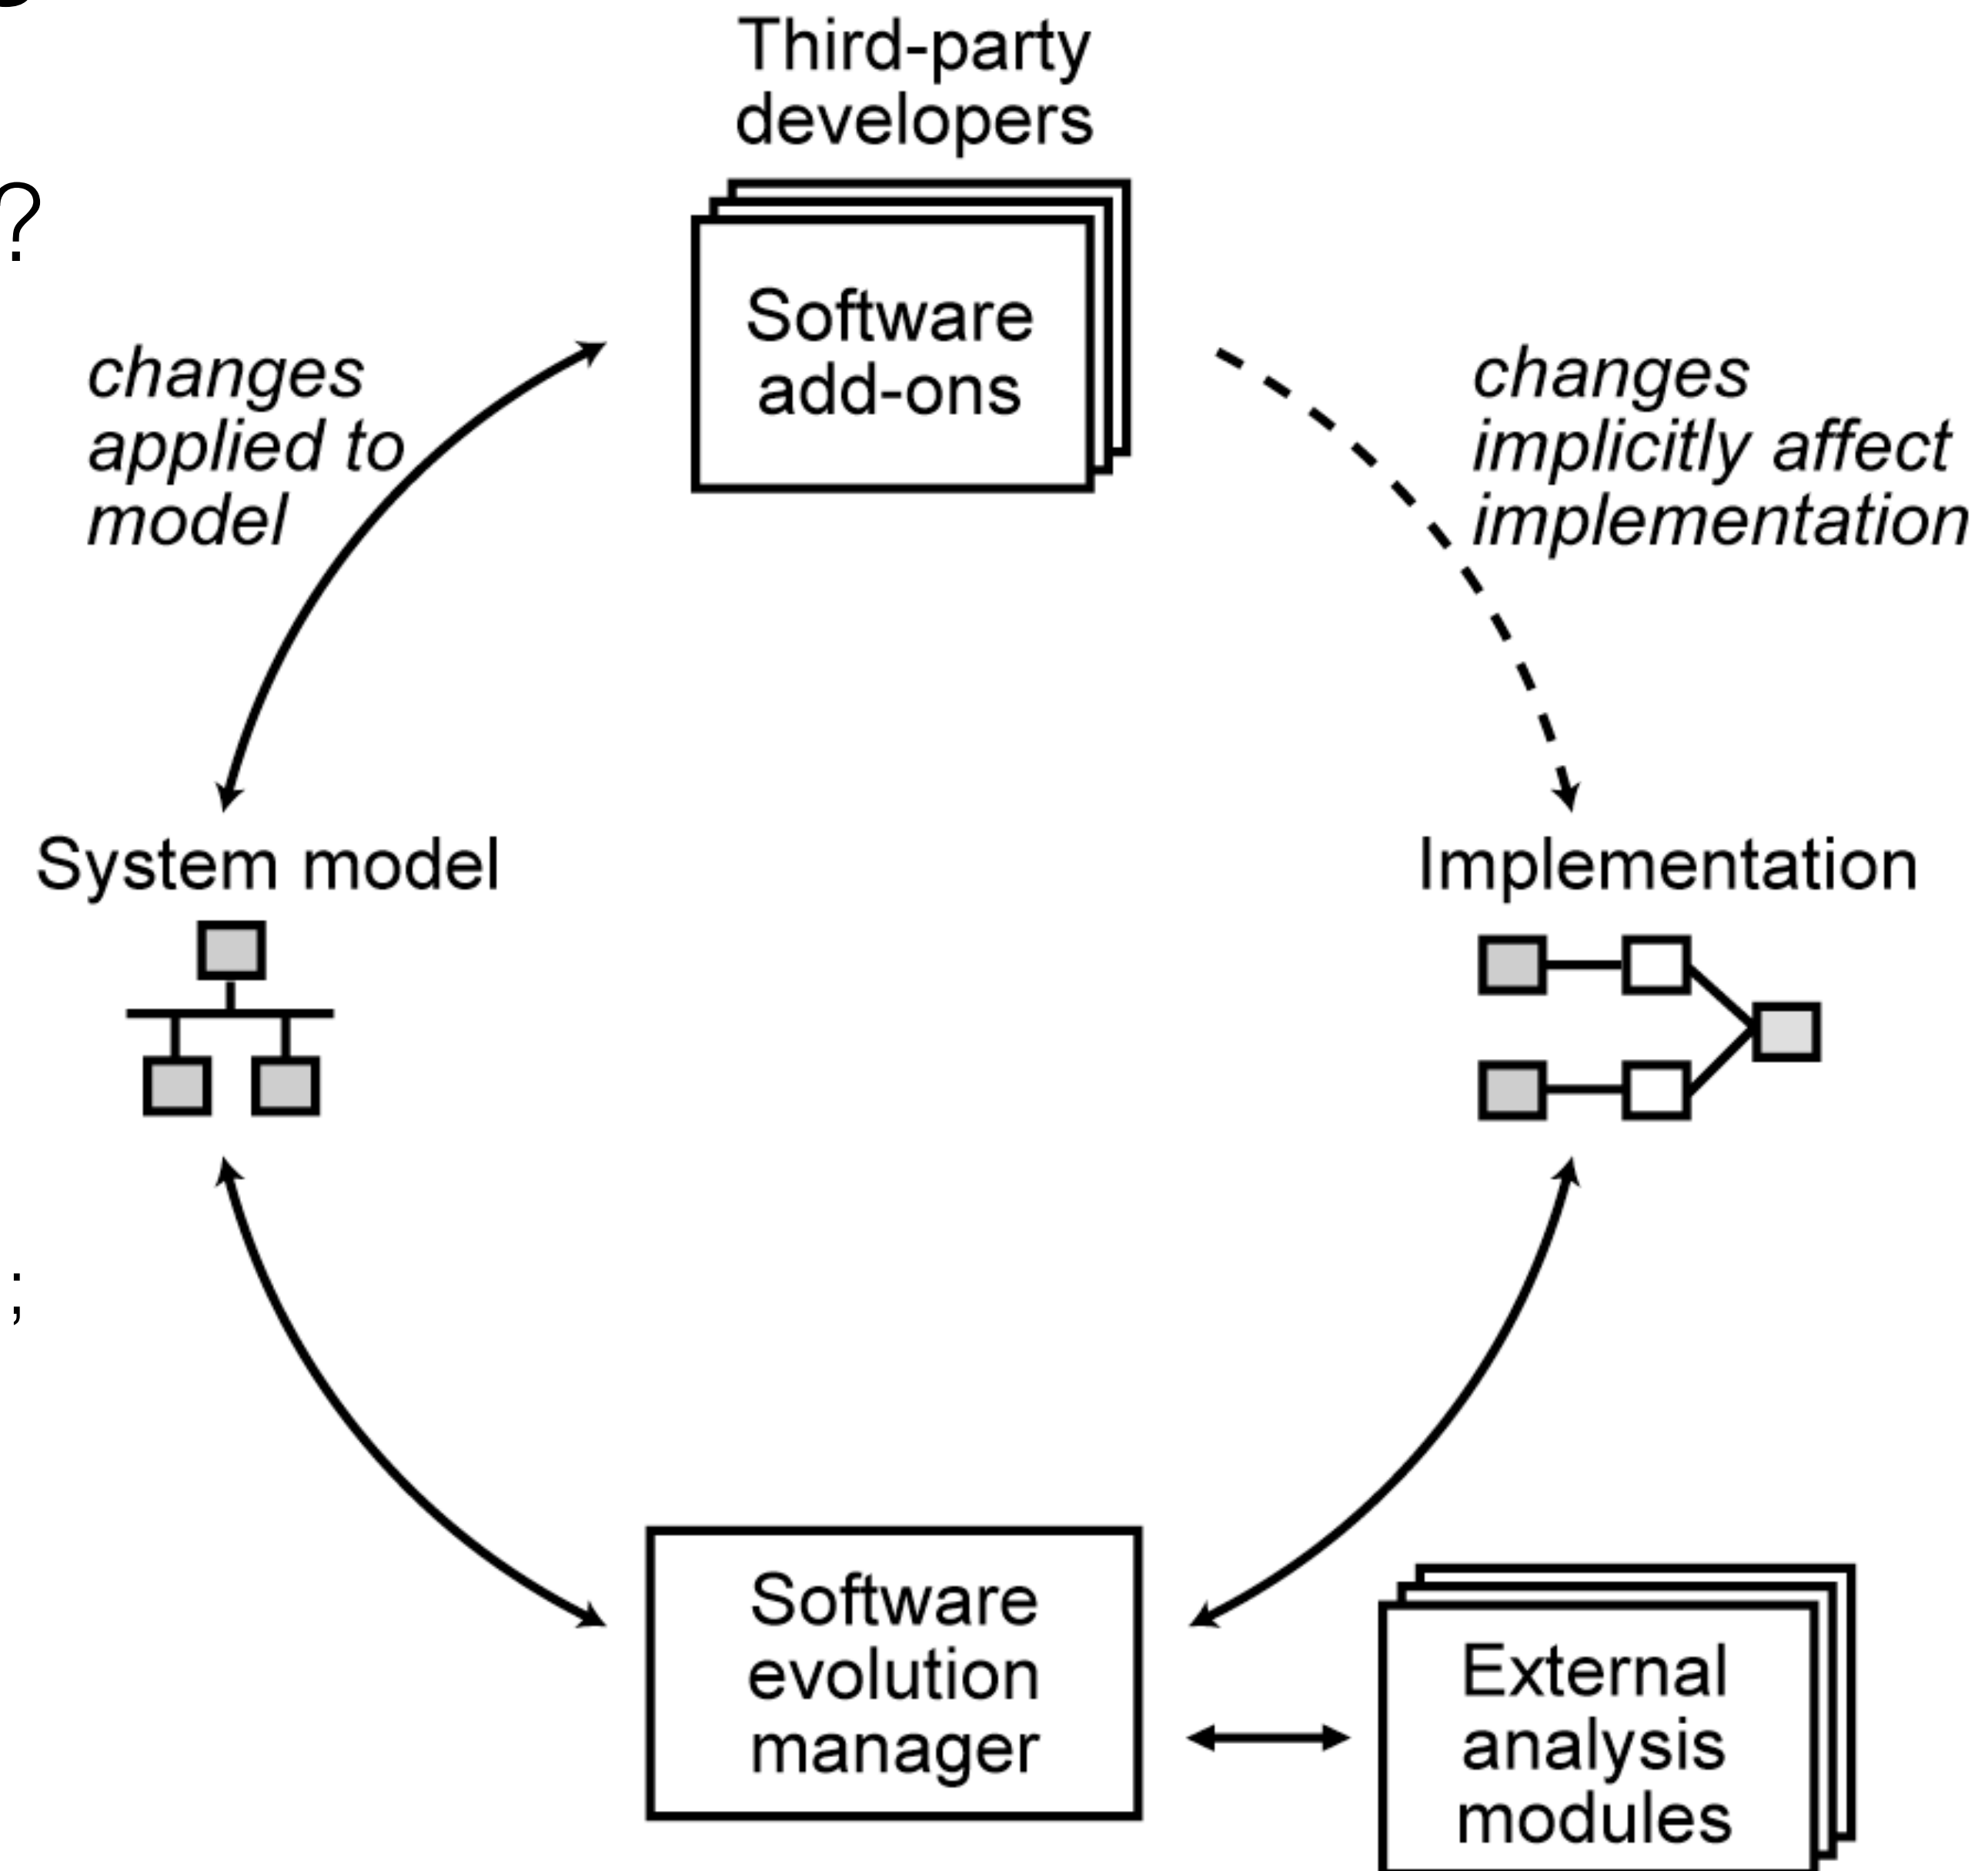 Third-party
developers
?
Software
add-ons
changes
applied to
model
changes
implicitly affect
implementation
System model
Implementation
;
Software
evolution
manager
External
analysis
modules